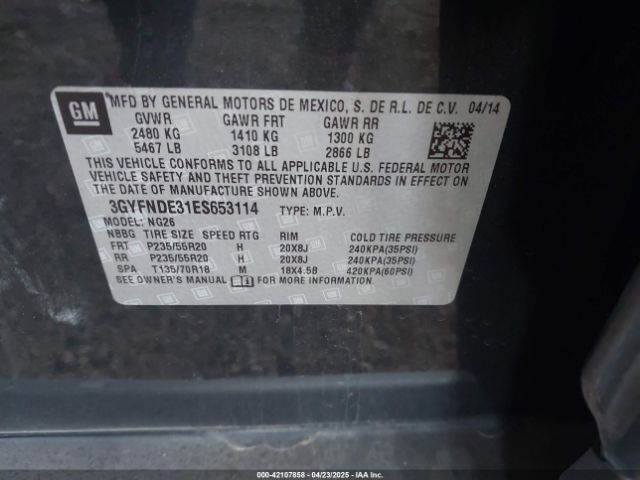 GM
MFD BY GENERAL MOTORS DE MEXICO, S. DE R.L. DE C.V. 04/14
GVWR GAWR FRT GAWR RR
2480 KG 1410 KG 1300 KG
5467 LB 3108 LB 2866 LB
THIS VEHICLE CONFORMS TO ALL APPLICABLE U.S. FEDERAL MOTOR
VEHICLE SAFETY AND THEFT PREVENTION STANDARDS IN EFFECT ON
THE DATE OF MANUFACTURE SHOWN ABOVE.
3GYFNDE31ES653114 TYPE: M.P.V.
MODEL: NG26
N8BG TIRE SIZE SPEED RTG RIM COLD TIRE PRESSURE
FRT P235/55R20 H 20X8J 240KPA(35PSI)
RR P235/55R20 H 20X8J 240KPA(35PSI)
SPA T135/70R18 M 18X4.5B 420KPA(60PSI)
SEE OWNER'S MANUAL FOR MORE INFORMATION.
000-42107858 - 04/23/2025 - IAAI.com